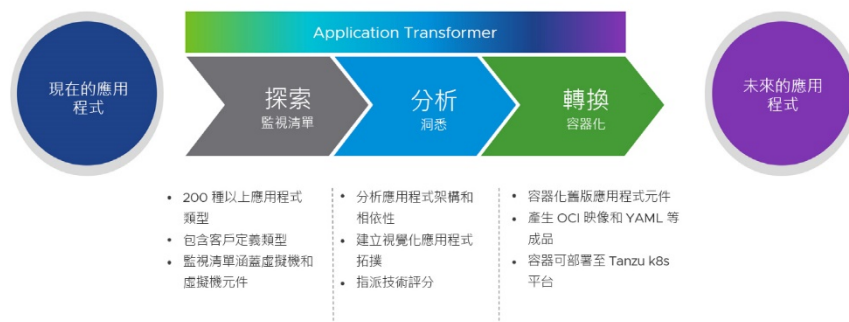 Application Transformer
現在的應用
程式
探索
監視清單
分析
洞悉
轉換
容器化
未來的應用
程式
• 200 種以上應用程式
類型
• 包含客戶定義類型
• 監視清單涵蓋虛擬機和
虛擬機元件
• 分析應用程式架構和
相依性
• 建立視覺化應用程式
拓撲
• 指派技術評分
• 容器化舊版應用程式元件
• 產生 OCI 映像和 YAML 等
成品
• 容器可部署至 Tanzu k8s
平台